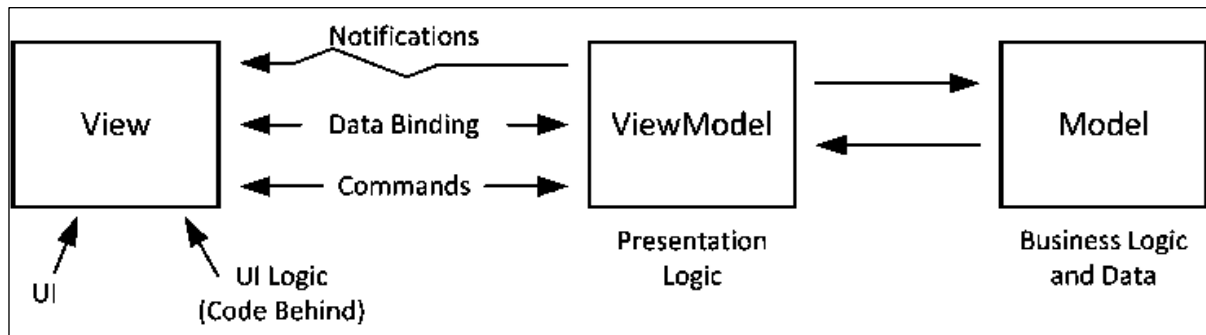 Notifications
View
Data Binding
ViewModel
Model
Commands
UI
UI Logic
(Code Behind)
Presentation
Logic
Business Logic
and Data